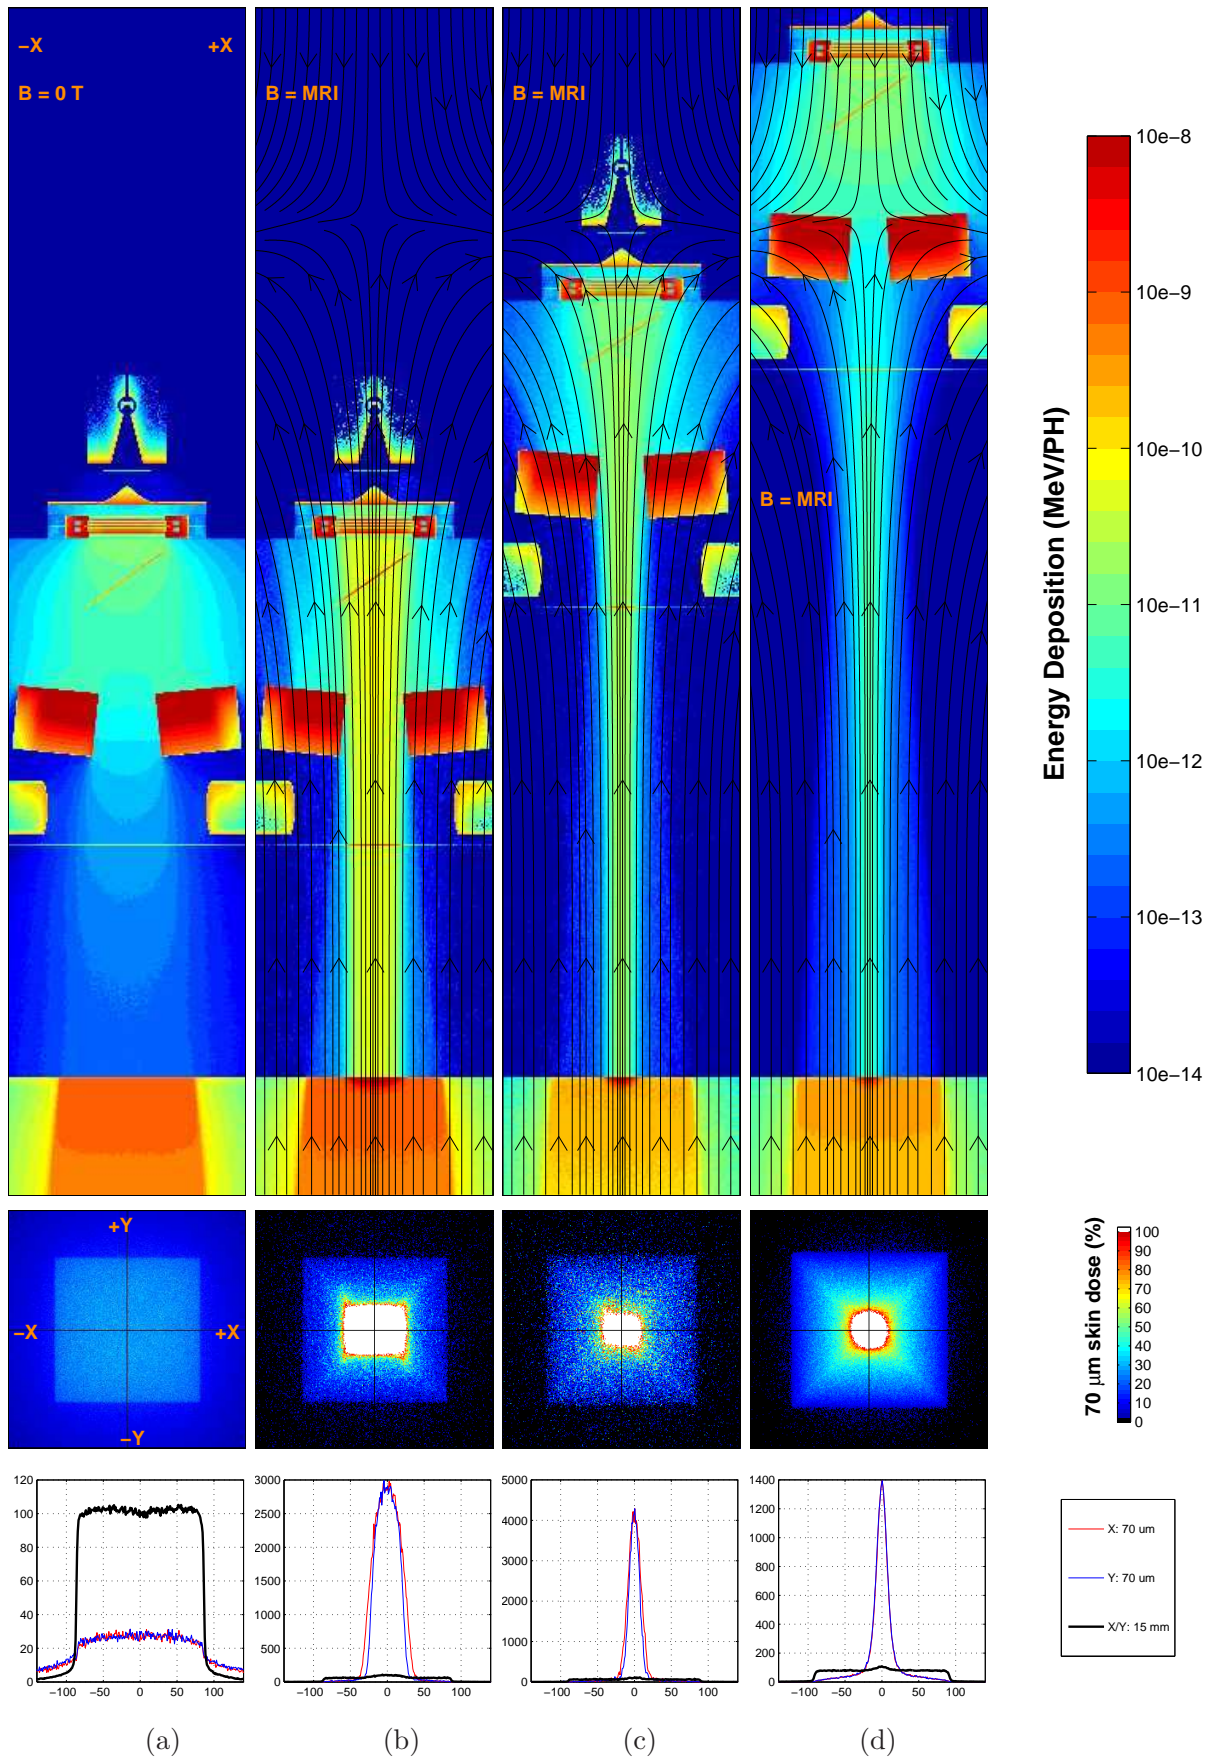 −X +X
B = 0 T
B = MRI
B = MRI
B = MRI
Energy Deposition (MeV/PH)
10e−8
10e−9
10e−10
10e−11
10e−12
10e−13
10e−14
+Y
−X +X
−Y
70 μm skin dose (%)
100
90
80
70
60
50
40
30
20
10
0
120
100
80
60
40
20
0
−100 −50 0 50 100
3000
2500
2000
1500
1000
500
0
−100 −50 0 50 100
5000
4000
3000
2000
1000
0
−100 −50 0 50 100
1400
1200
1000
800
600
400
200
0
−100 −50 0 50 100
X: 70 um
Y: 70 um
X/Y: 15 mm
(a) (b) (c) (d)